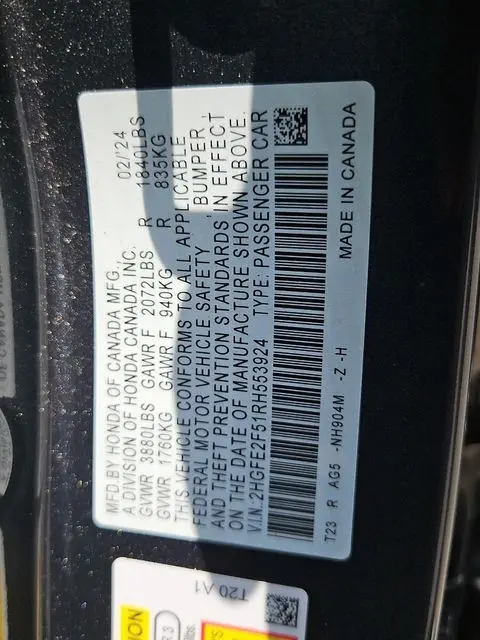 MFD.BY HONDA OF CANADA MFG. 02/'24
A DIVISION OF HONDA CANADA INC.
GVWR 3880LBS GAWR F 2072LBS R 1840LBS
GVWR 1760KG GAWR F 940KG R 835KG
THIS VEHICLE CONFORMS TO ALL APPLICABLE
FEDERAL MOTOR VEHICLE SAFETY, BUMPER,
AND THEFT PREVENTION STANDARDS IN EFFECT
ON THE DATE OF MANUFACTURE SHOWN ABOVE.
V.I.N. 2HGFE2F51RH553924 TYPE: PASSENGER CAR
T23 R AG5 -NH904M -Z -H MADE IN CANADA
T20 A1